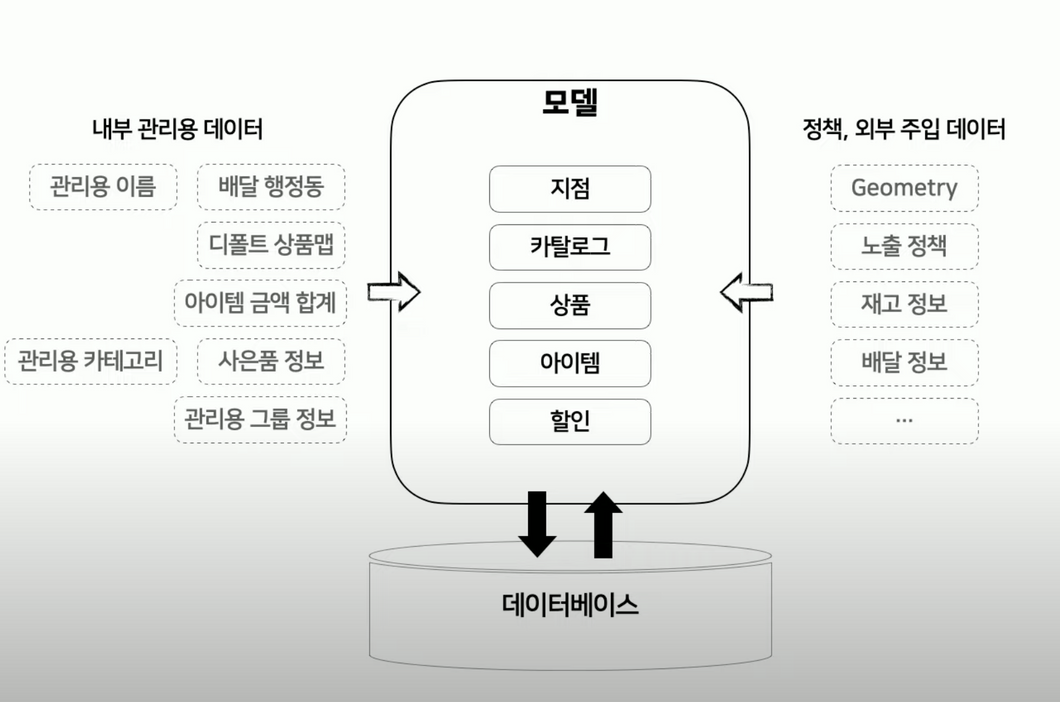 모델
내부 관리용 데이터
관리용 이름
배달 행정동
디폴트 상품맵
아이템 금액 합계
관리용 카테고리
사은품 정보
관리용 그룹 정보
지점
카탈로그
상품
아이템
할인
정책, 외부 주입 데이터
Geometry
노출 정책
재고 정보
배달 정보
...
데이터베이스